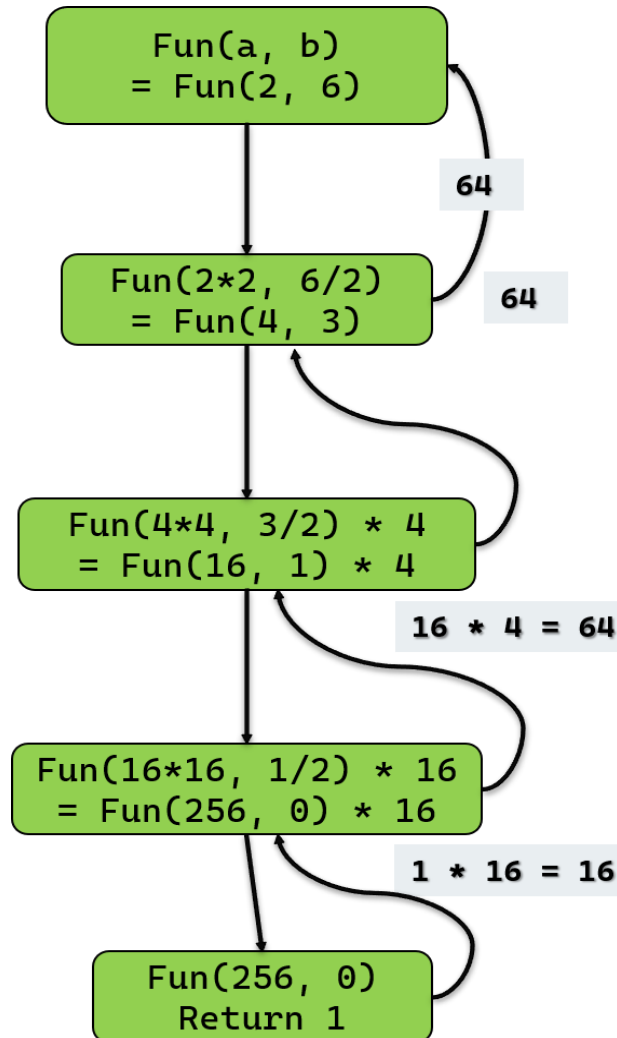 Fun(a, b)
= Fun(2, 6)
64
Fun(2*2, 6/2)
= Fun(4, 3)
64
Fun(4*4, 3/2) * 4
= Fun(16, 1) * 4
16 * 4 = 64
Fun(16*16, 1/2) * 16
= Fun(256, 0) * 16
1 * 16 = 16
Fun(256, 0)
Return 1